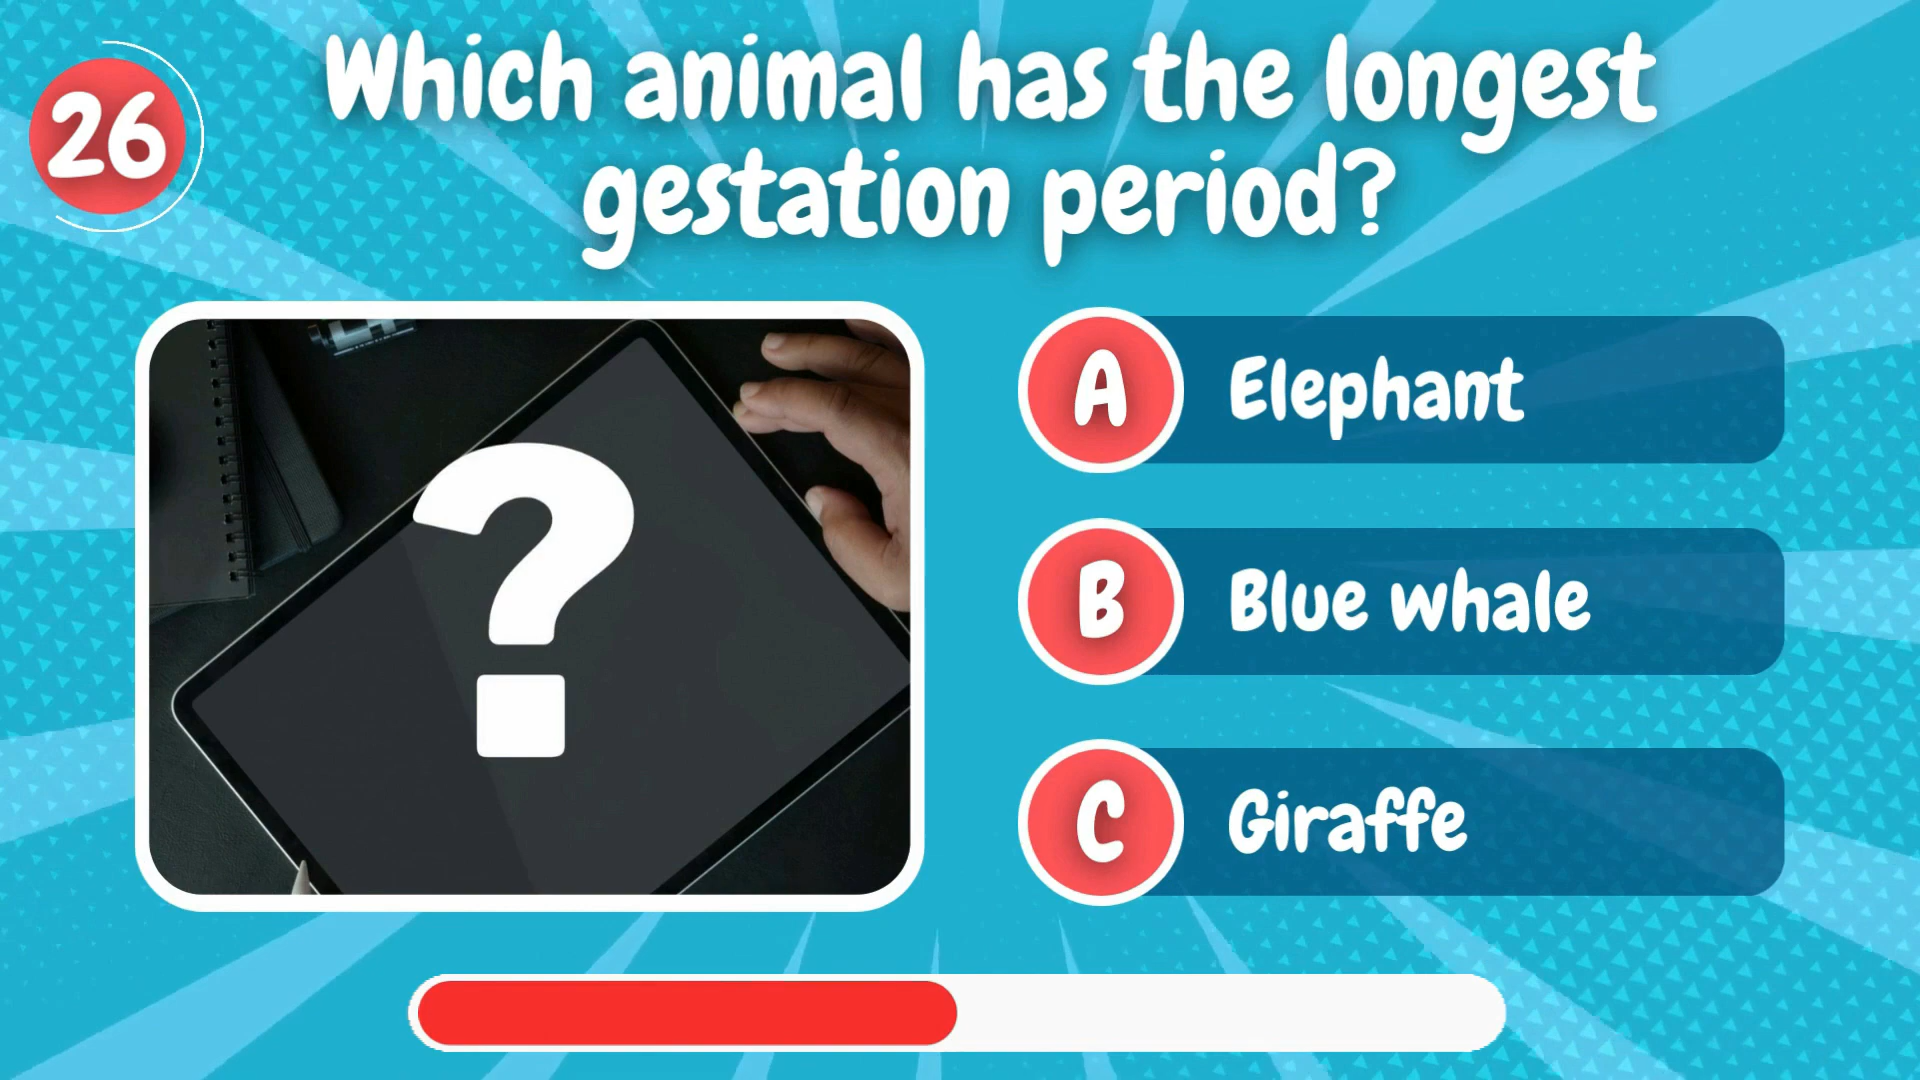 26
Which animal has the longest
gestation period?
?
A Elephant
B Blue whale
C Giraffe